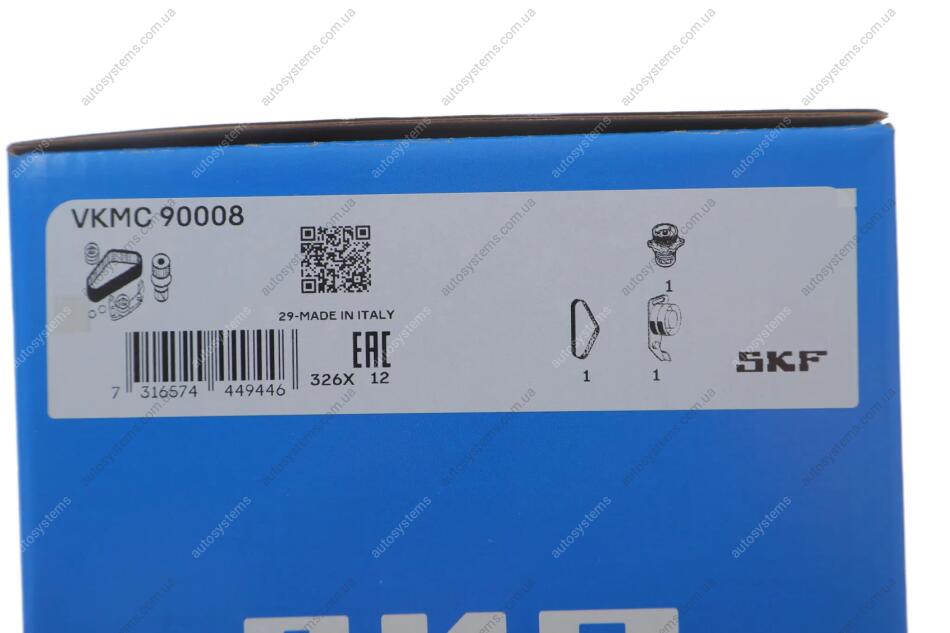 autosystems.com.ua
VKMC 90008
29-MADE IN ITALY
EAC
326X 12
7 316574 449446
1
1
1
SKF
SKF